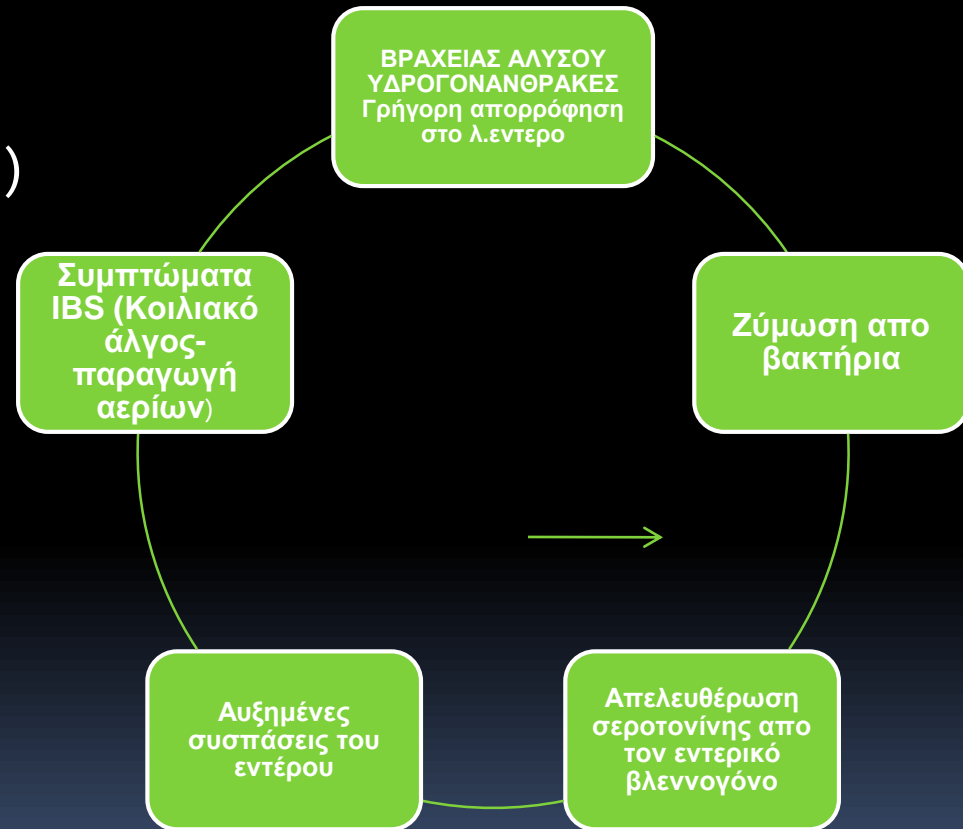 ΒΡΑΧΕΙΑΣ ΑΛΥΣΟΥ
ΥΔΡΟΓΟΝΑΝΘΡΑΚΕΣ
Γρήγορη απορρόφηση
στο λ.εντερο
)
Συμπτώματα
IBS (Κοιλιακό
άλγος-
παραγωγή
αερίων)
Ζύμωση απο
βακτήρια
Αυξημένες
συσπάσεις του
εντέρου
Απελευθέρωση
σεροτονίνης απο
τον εντερικό
βλεννογόνο